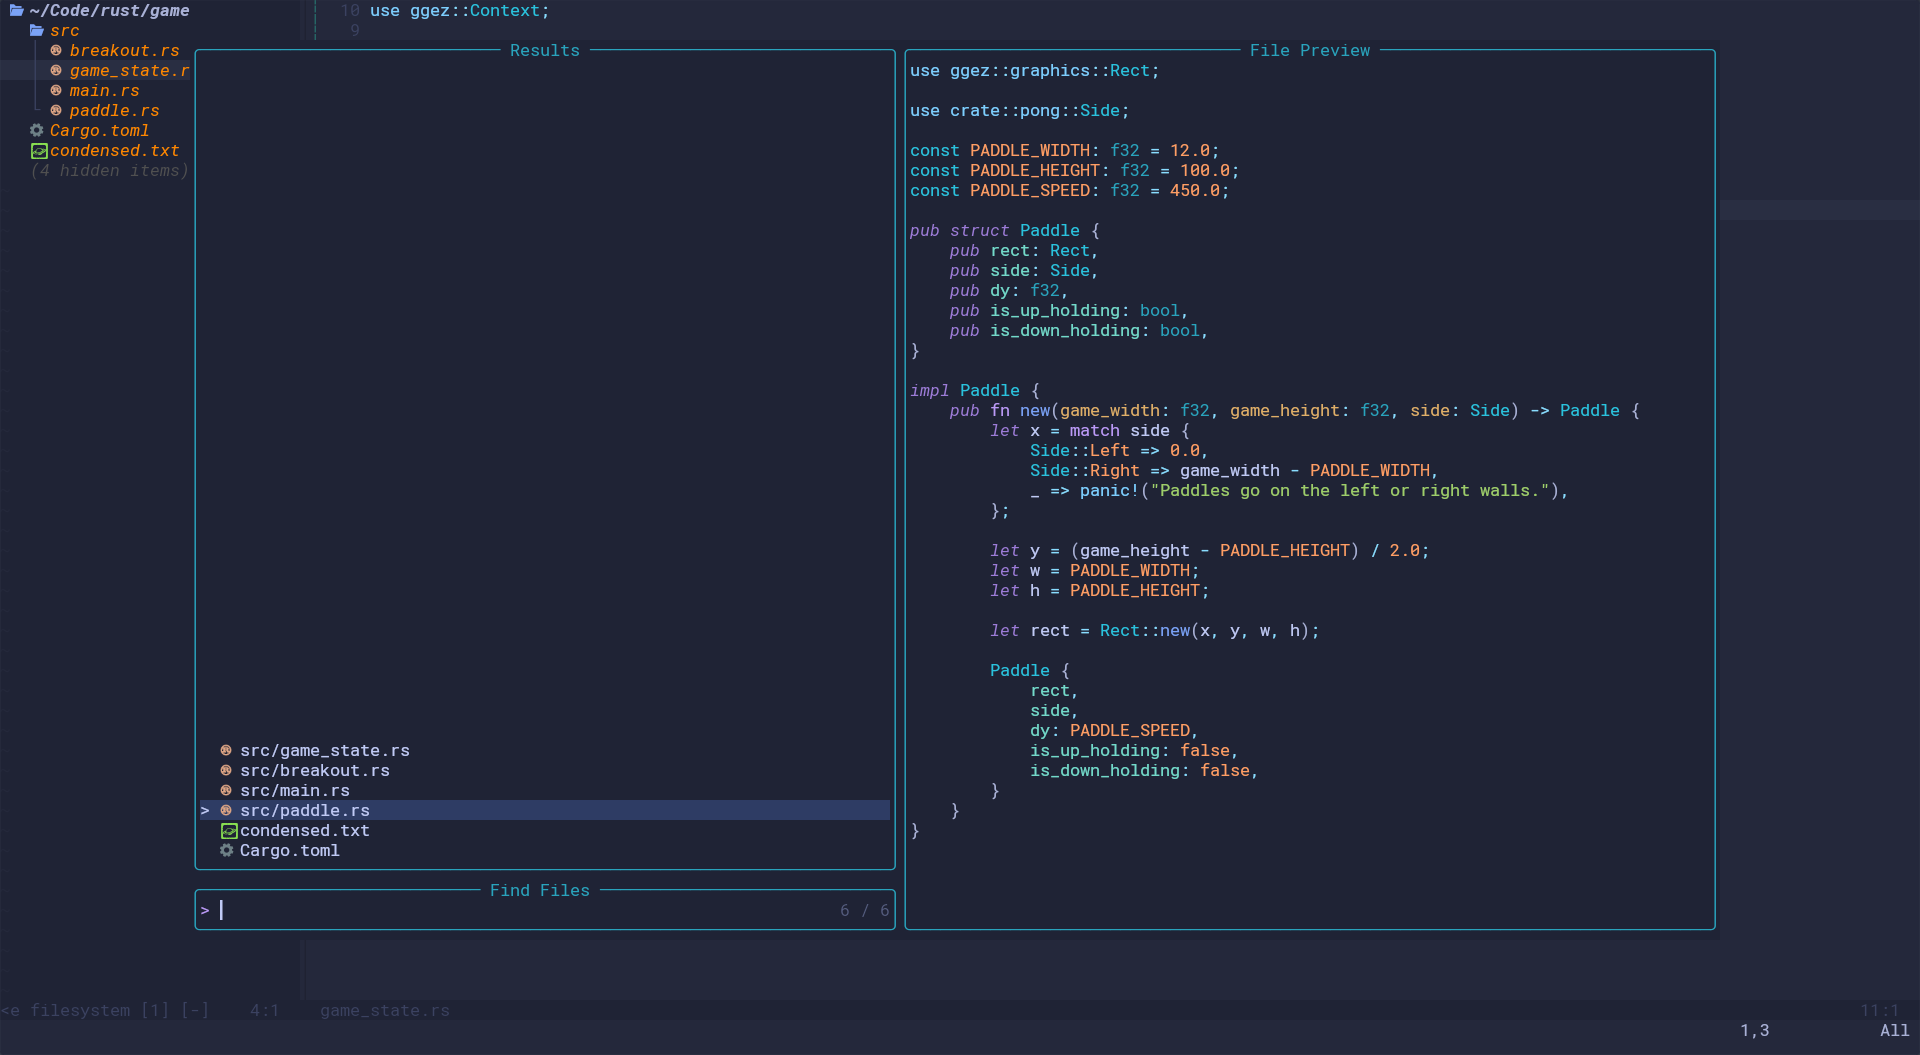 ~/Code/rust/game
src
breakout.rs
game_state.r
main.rs
paddle.rs
Cargo.toml
condensed.txt
(4 hidden items)
10 use ggez::Context;
9
Results
src/game_state.rs
src/breakout.rs
src/main.rs
> src/paddle.rs
condensed.txt
Cargo.toml
Find Files
> 6 / 6
File Preview
use ggez::graphics::Rect;
use crate::pong::Side;
const PADDLE_WIDTH: f32 = 12.0;
const PADDLE_HEIGHT: f32 = 100.0;
const PADDLE_SPEED: f32 = 450.0;
pub struct Paddle {
    pub rect: Rect,
    pub side: Side,
    pub dy: f32,
    pub is_up_holding: bool,
    pub is_down_holding: bool,
}
impl Paddle {
    pub fn new(game_width: f32, game_height: f32, side: Side) -> Paddle {
        let x = match side {
            Side::Left => 0.0,
            Side::Right => game_width - PADDLE_WIDTH,
            _ => panic!("Paddles go on the left or right walls."),
        };
        let y = (game_height - PADDLE_HEIGHT) / 2.0;
        let w = PADDLE_WIDTH;
        let h = PADDLE_HEIGHT;
        let rect = Rect::new(x, y, w, h);
        Paddle {
            rect,
            side,
            dy: PADDLE_SPEED,
            is_up_holding: false,
            is_down_holding: false,
        }
    }
}
<e filesystem [1] [-] 4:1 game_state.rs 11:1
1,3 All